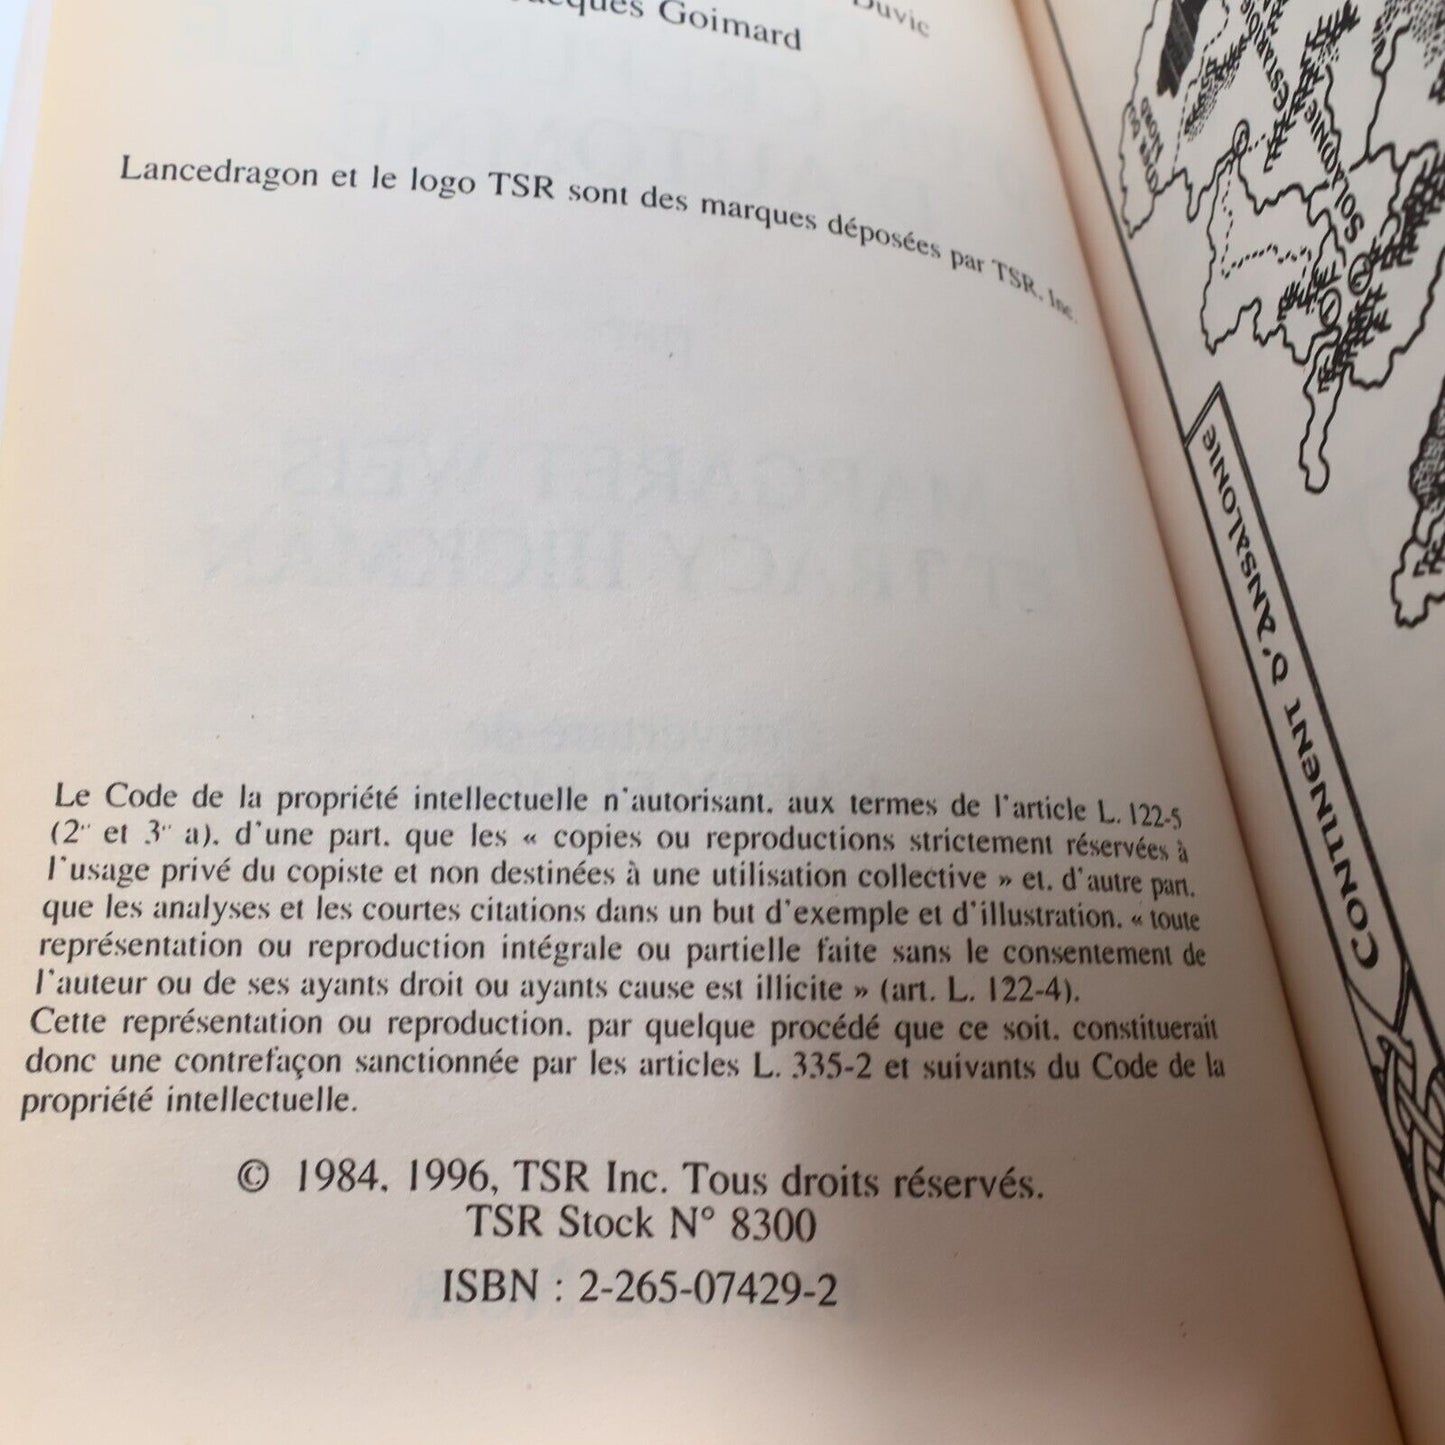 Duvic
Jacques Goimard
Lancedragon et le logo TSR sont des marques déposées par TSR, Inc.
Le Code de la propriété intellectuelle n'autorisant, aux termes de l'article L. 122-5
(2° et 3° a), d'une part, que les « copies ou reproductions strictement réservées à
l'usage privé du copiste et non destinées à une utilisation collective » et, d'autre part,
que les analyses et les courtes citations dans un but d'exemple et d'illustration, « toute
représentation ou reproduction intégrale ou partielle faite sans le consentement de
l'auteur ou de ses ayants droit ou ayants cause est illicite » (art. L. 122-4).
Cette représentation ou reproduction, par quelque procédé que ce soit, constituerait
donc une contrefaçon sanctionnée par les articles L. 335-2 et suivants du Code de la
propriété intellectuelle.
© 1984, 1996, TSR Inc. Tous droits réservés.
TSR Stock N° 8300
ISBN : 2-265-07429-2
SOLAMNIE
CONTINENT D'ANSALONIE